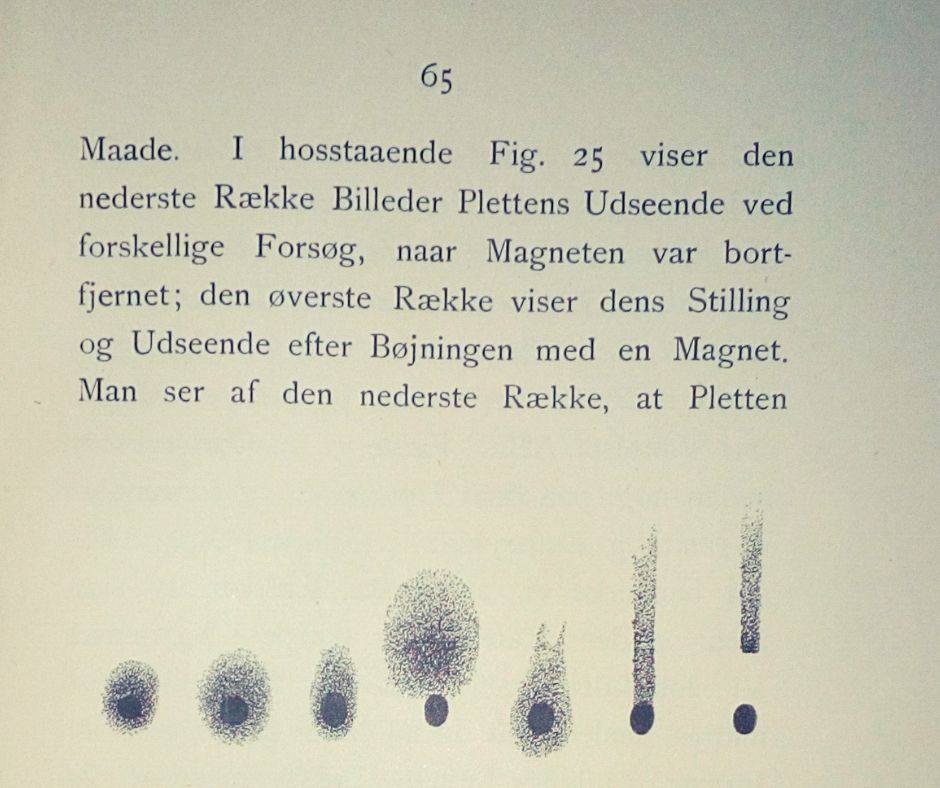 65
Maade. I hosstaaende Fig. 25 viser den
nederste Række Billeder Plettens Udseende ved
forskellige Forsøg, naar Magneten var bort-
fjernet; den øverste Række viser dens Stilling
og Udseende efter Bøjningen med en Magnet.
Man ser af den nederste Række, at Pletten